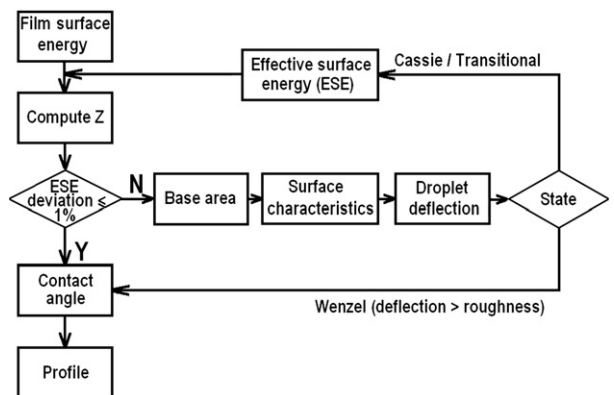 Film surface
energy
Effective surface
energy (ESE)
Cassie / Transitional
Compute Z
ESE
deviation ⩽
1%
N
Base area
Surface
characteristics
Droplet
deflection
State
Y
Contact
angle
Wenzel (deflection > roughness)
Profile